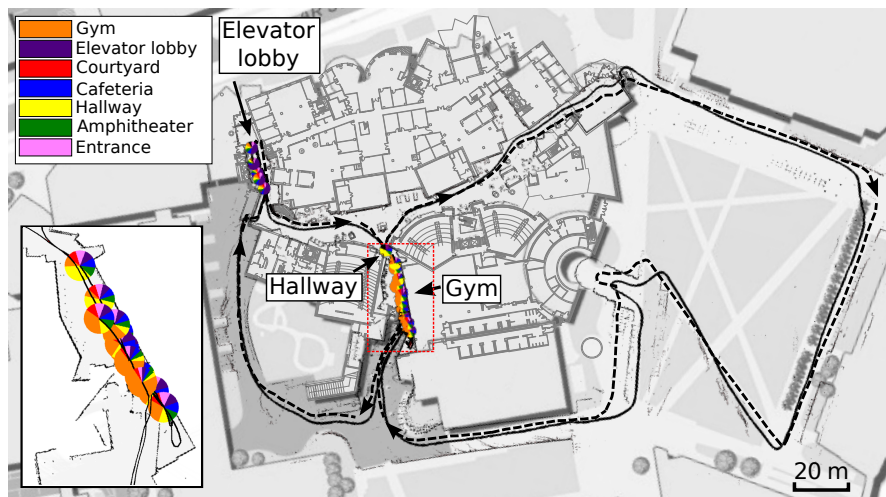 Gym
Elevator lobby
Courtyard
Cafeteria
Hallway
Amphitheater
Entrance
Elevator
lobby
Hallway
Gym
20 m